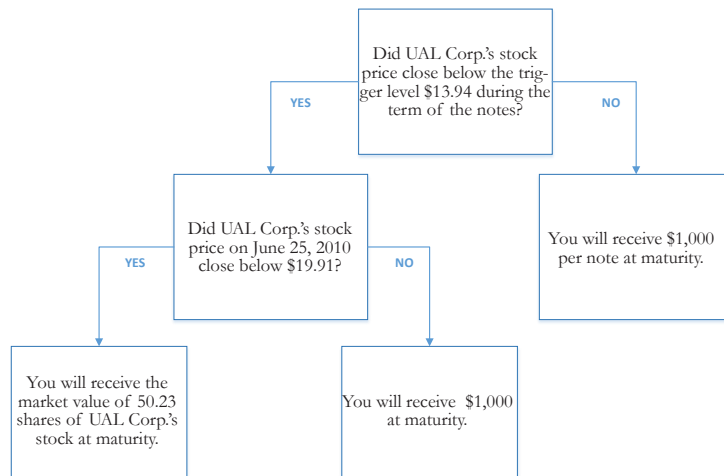 Did UAL Corp.'s stock
price close below the trig-
ger level $13.94 during the
term of the notes?
YES
NO
Did UAL Corp.'s stock
price on June 25, 2010
close below $19.91?
You will receive $1,000
per note at maturity.
YES
NO
You will receive the
market value of 50.23
shares of UAL Corp.'s
stock at maturity.
You will receive $1,000
at maturity.